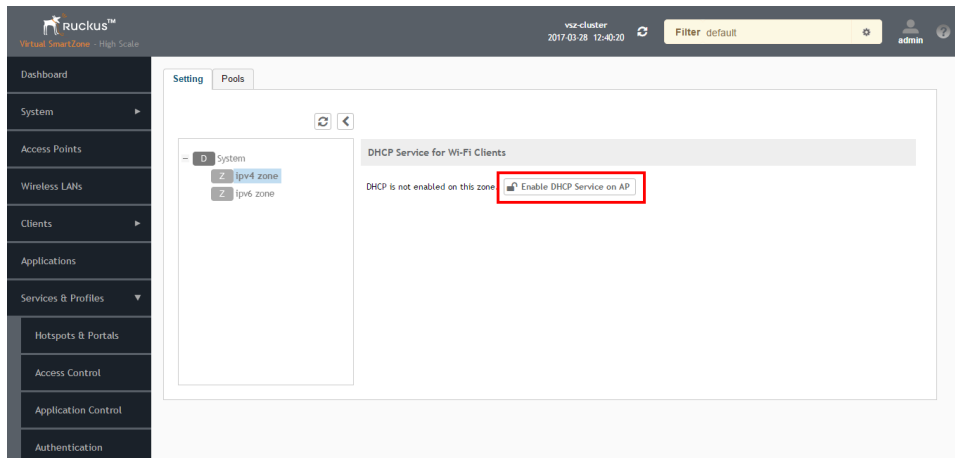 Ruckus™
Virtual SmartZone - High Scale
vsz-cluster
2017-03-28 12:40:20
Filter default
admin
?
Dashboard
System
Access Points
Wireless LANs
Clients
Applications
Services & Profiles
Hotspots & Portals
Access Control
Application Control
Authentication
Setting Pools
D System
Z ipv4 zone
Z ipv6 zone
DHCP Service for Wi-Fi Clients
DHCP is not enabled on this zone. Enable DHCP Service on AP